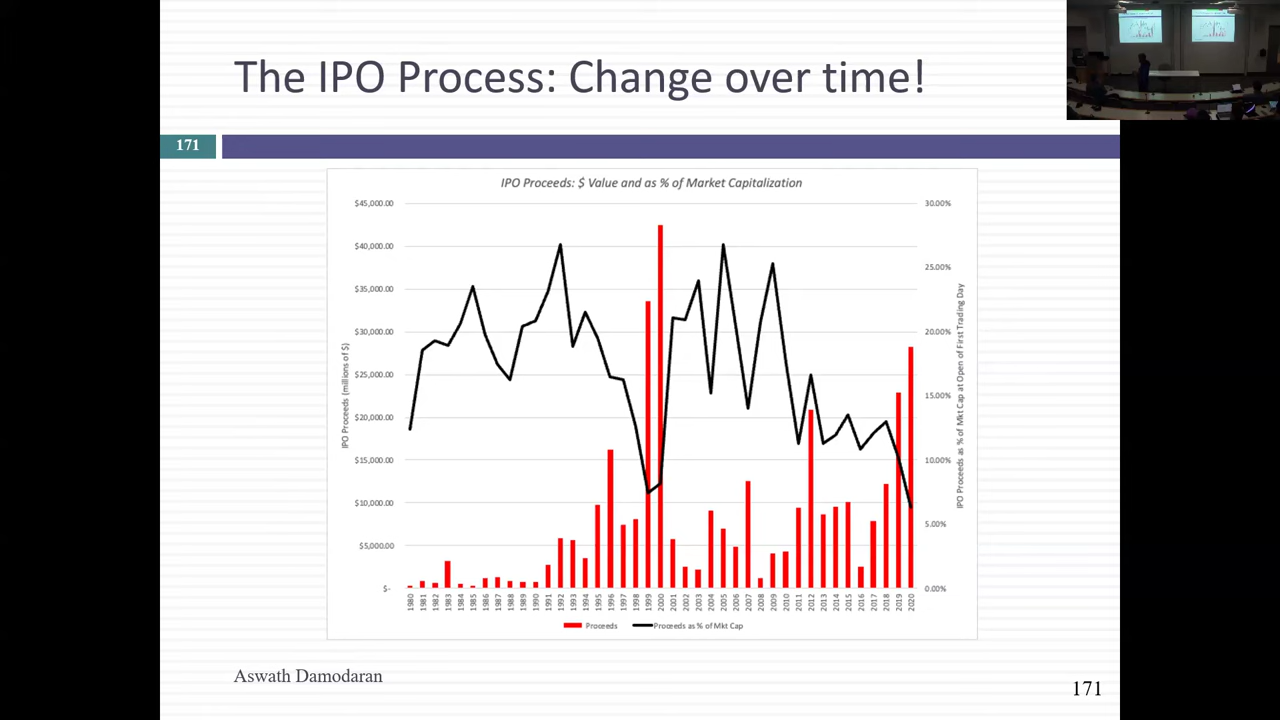 The IPO Process: Change over time!
171
IPO Proceeds: $ Value and as % of Market Capitalization
$45,000.00
$40,000.00
$35,000.00
$30,000.00
$25,000.00
$20,000.00
$15,000.00
$10,000.00
$5,000.00
$-
IPO Proceeds (millions of $)
30.00%
25.00%
20.00%
15.00%
10.00%
5.00%
0.00%
IPO Proceeds as % of Mkt Cap at Open of First Trading Day
1980 1981 1982 1983 1984 1985 1986 1987 1988 1989 1990 1991 1992 1993 1994 1995 1996 1997 1998 1999 2000 2001 2002 2003 2004 2005 2006 2007 2008 2009 2010 2011 2012 2013 2014 2015 2016 2017 2018 2019 2020
Proceeds Proceeds as % of Mkt Cap
Aswath Damodaran
171